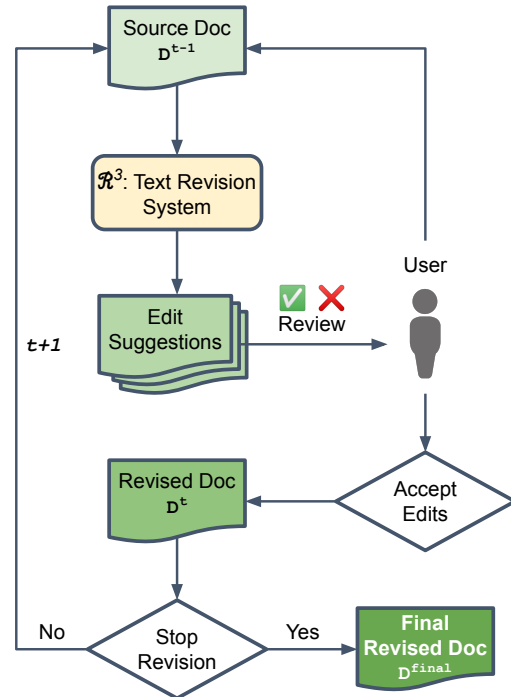 Source Doc
D^t-1
ℛ³: Text Revision
System
User
Edit
Suggestions
✅ ❌
Review
t+1
Revised Doc
D^t
Accept
Edits
No
Stop
Revision
Yes
Final
Revised Doc
D^final